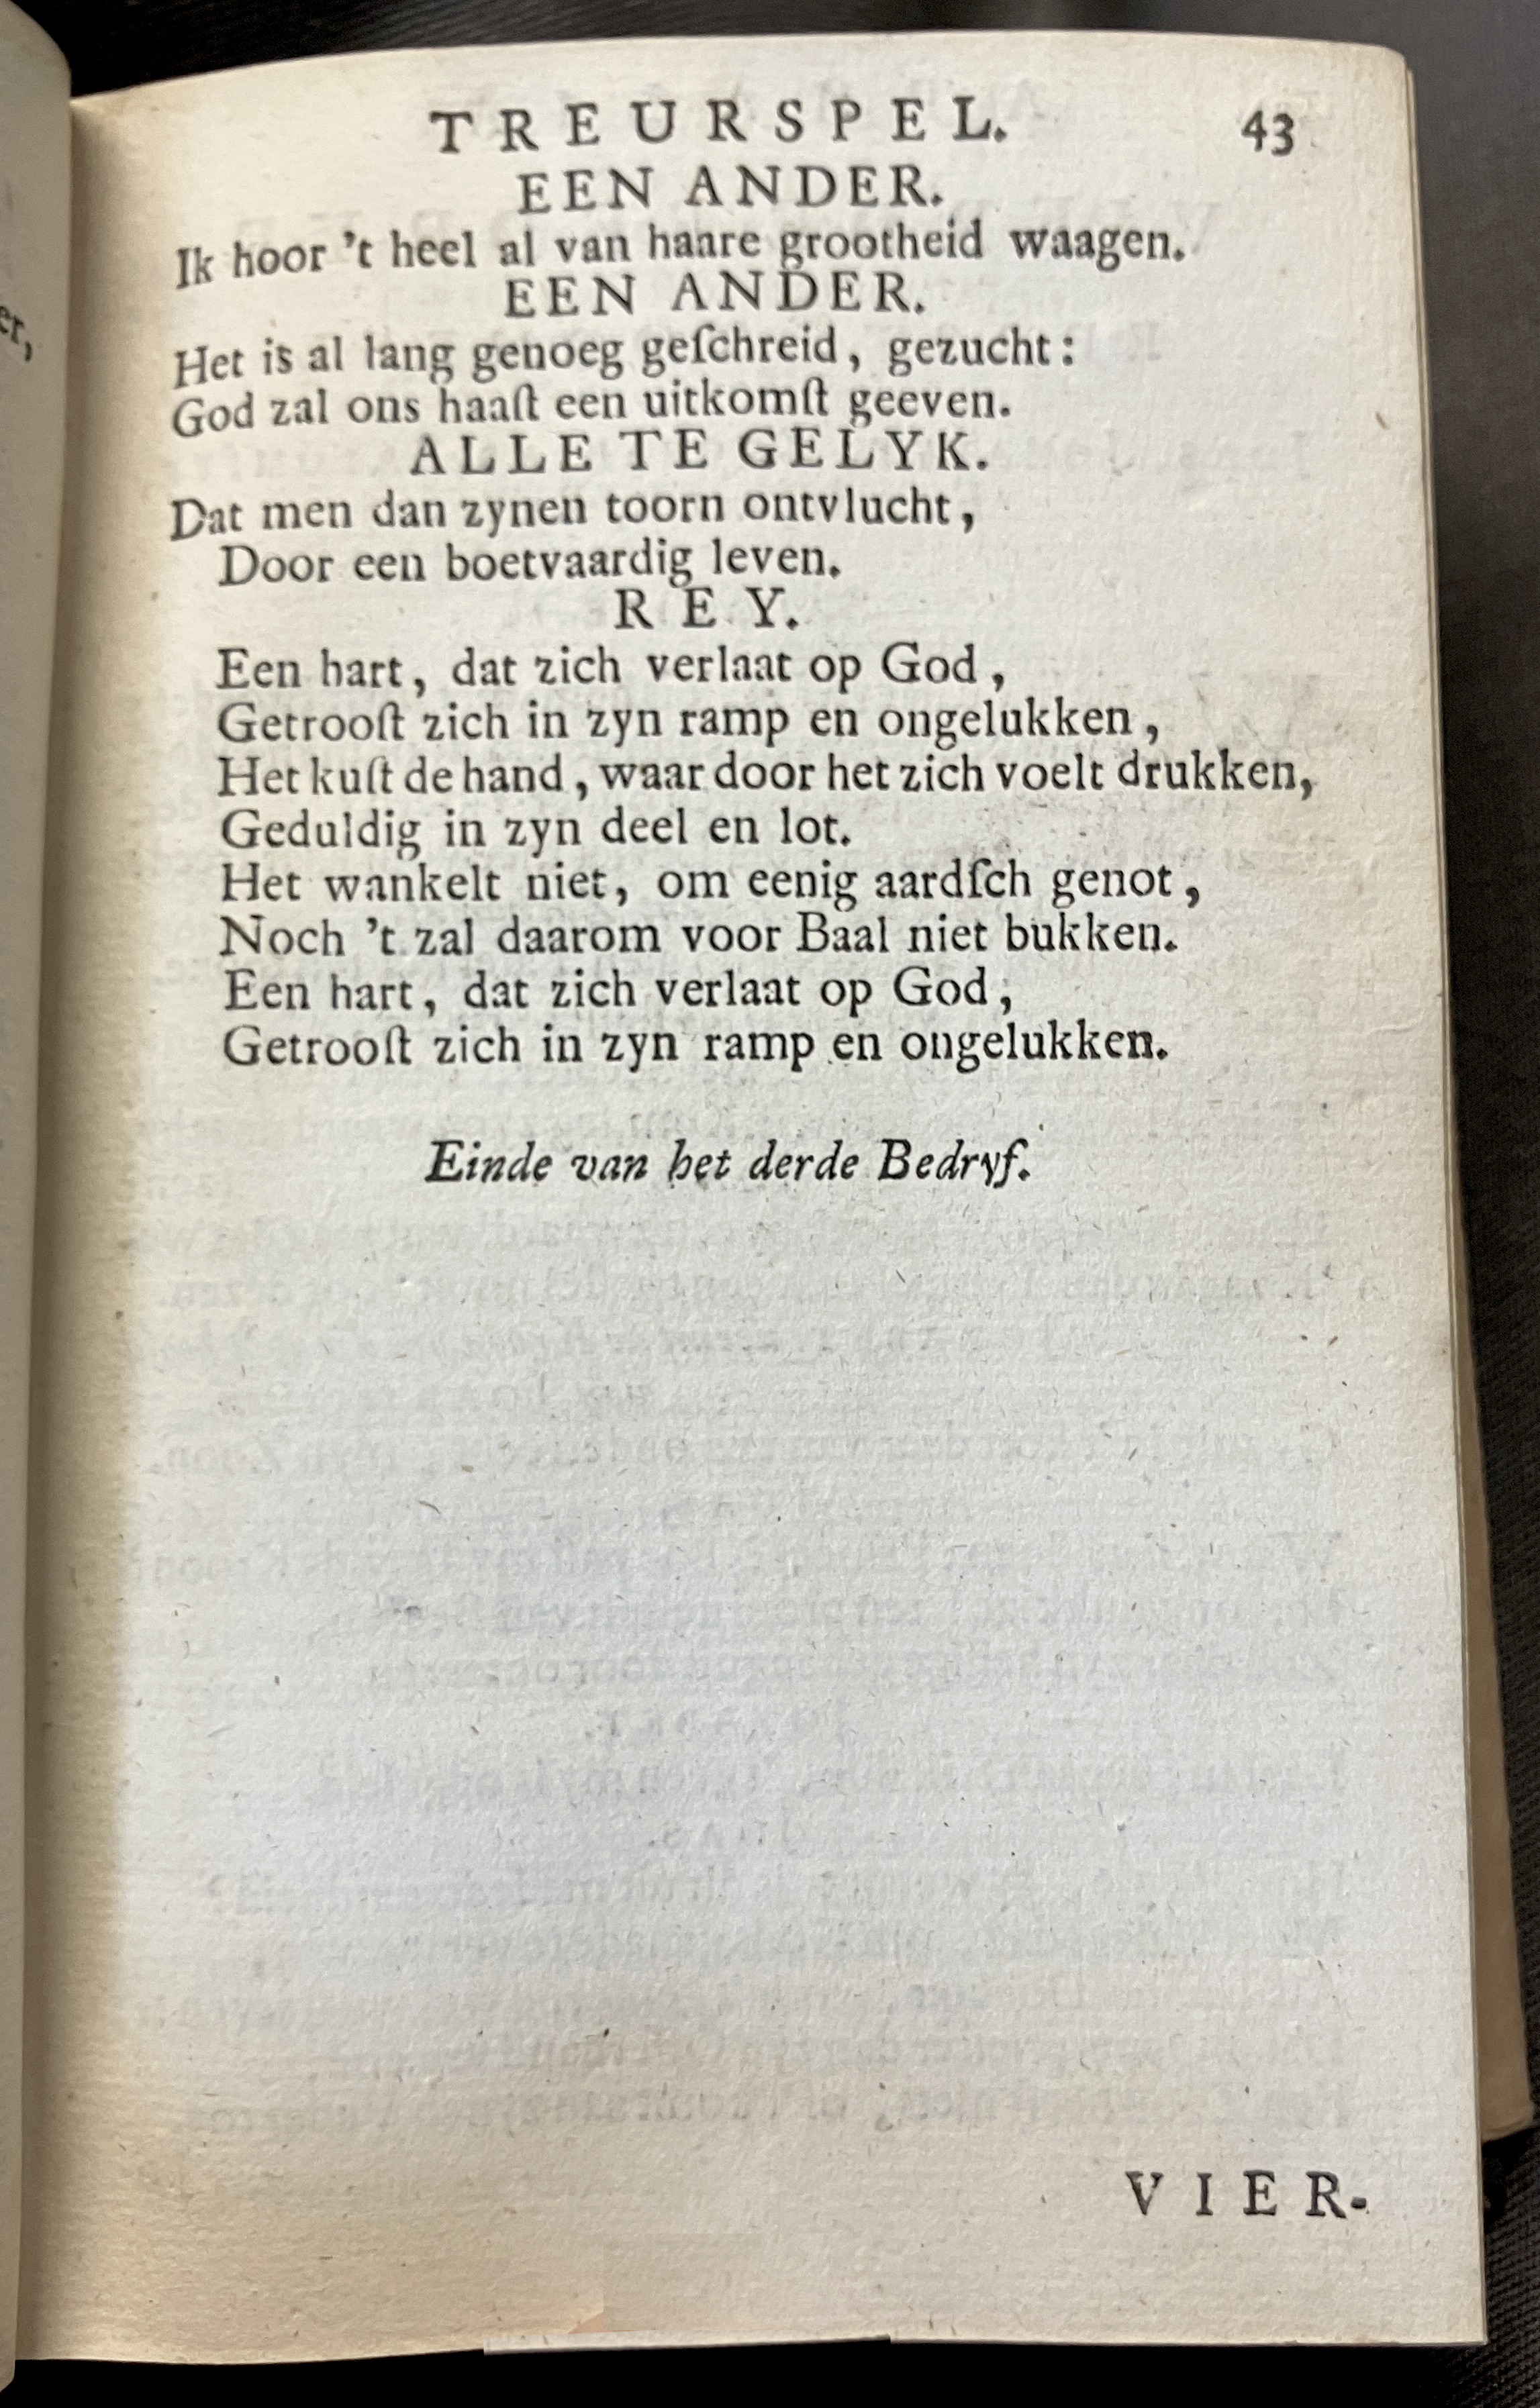 TREURSPEL. 43
EEN ANDER.
Ik hoor 't heel al van haare grootheid waagen.
EEN ANDER.
Het is al lang genoeg geſchreid, gezucht:
God zal ons haaſt een uitkomſt geeven.
ALLE TE GELYK.
Dat men dan zynen toorn ontvlucht,
Door een boetvaardig leven.
REY.
Een hart, dat zich verlaat op God,
Getrooſt zich in zyn ramp en ongelukken,
Het kuſt de hand, waar door het zich voelt drukken,
Geduldig in zyn deel en lot.
Het wankelt niet, om eenig aardſch genot,
Noch 't zal daarom voor Baal niet bukken.
Een hart, dat zich verlaat op God,
Getrooſt zich in zyn ramp en ongelukken.
Einde van het derde Bedryf.
VIER-